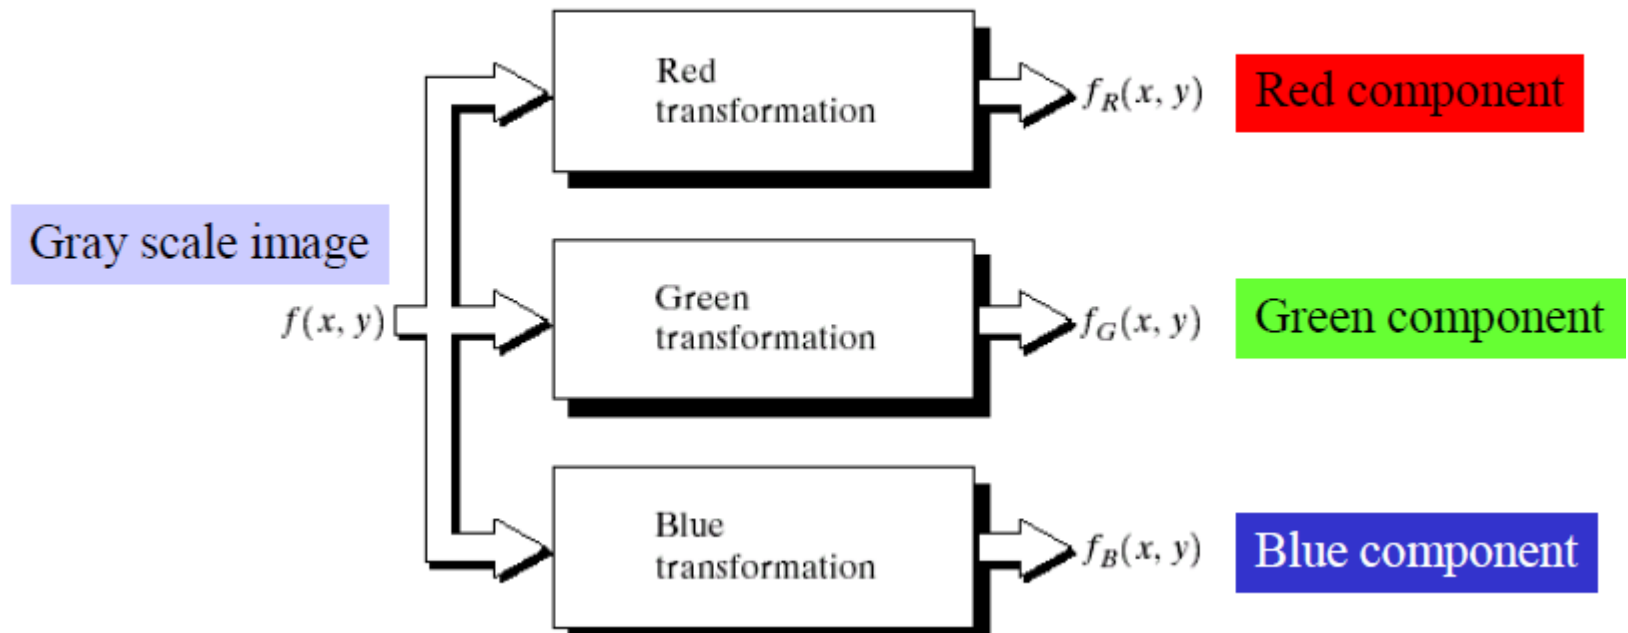 Red
transformation
f_R(x, y)
Red component
Gray scale image
f(x, y)
Green
transformation
f_G(x, y)
Green component
Blue
transformation
f_B(x, y)
Blue component